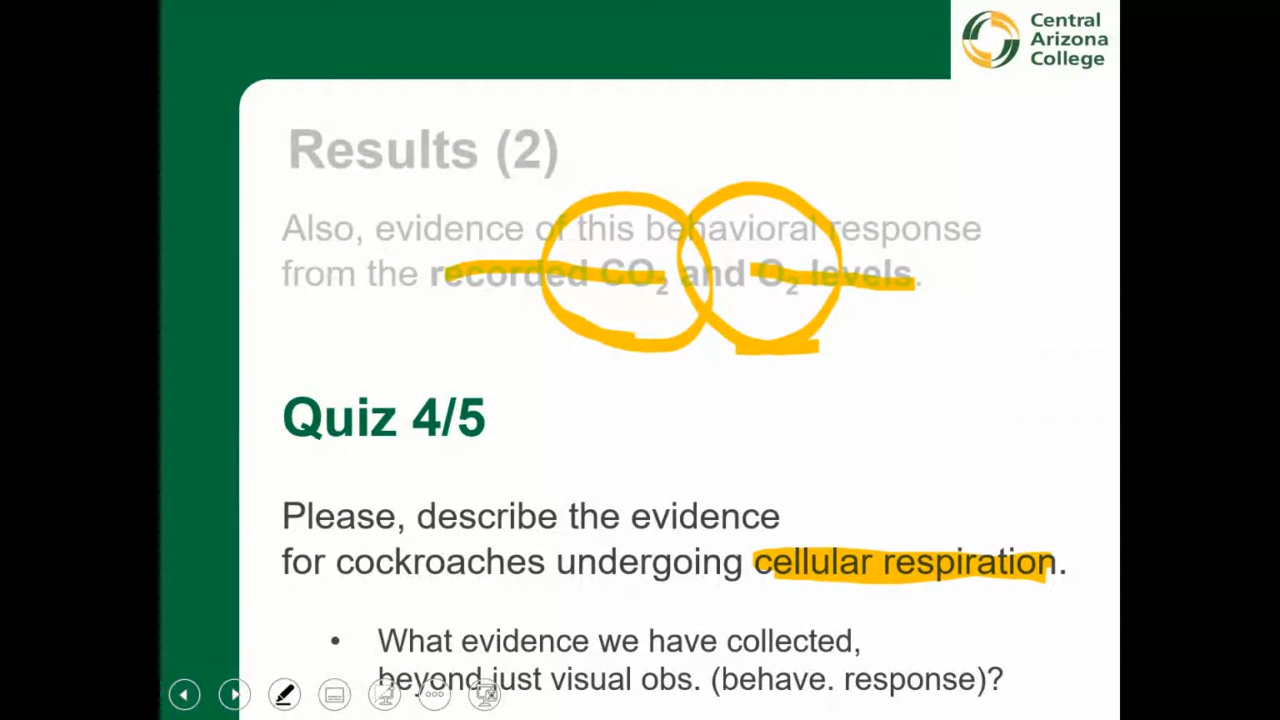 Central
Arizona
College
Results (2)
Also, evidence of this behavioral response
from the recorded CO₂ and O₂ levels.
Quiz 4/5
Please, describe the evidence
for cockroaches undergoing cellular respiration.
• What evidence we have collected,
beyond just visual obs. (behave. response)?